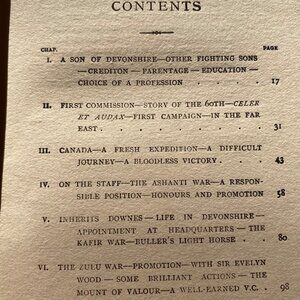 CONTENTS
CHAP. PAGE
I. A SON OF DEVONSHIRE—OTHER FIGHTING SONS
—CREDITON — PARENTAGE — EDUCATION —
CHOICE OF A PROFESSION . . . . 17
II. FIRST COMMISSION—STORY OF THE 60TH—CELER
ET AUDAX—FIRST CAMPAIGN—IN THE FAR
EAST . . . . . . . 31
III. CANADA—A FRESH EXPEDITION—A DIFFICULT
JOURNEY—A BLOODLESS VICTORY . . 43
IV. ON THE STAFF—THE ASHANTI WAR—A RESPON-
SIBLE POSITION—HONOURS AND PROMOTION 58
V. INHERITS DOWNES — LIFE IN DEVONSHIRE —
APPOINTMENT AT HEADQUARTERS — THE
KAFIR WAR—BULLER'S LIGHT HORSE . 80
VI. THE ZULU WAR—PROMOTION—WITH SIR EVELYN
WOOD — SOME BRILLIANT ACTIONS — THE
MOUNT OF VALOUR—A WELL-EARNED V.C. 98